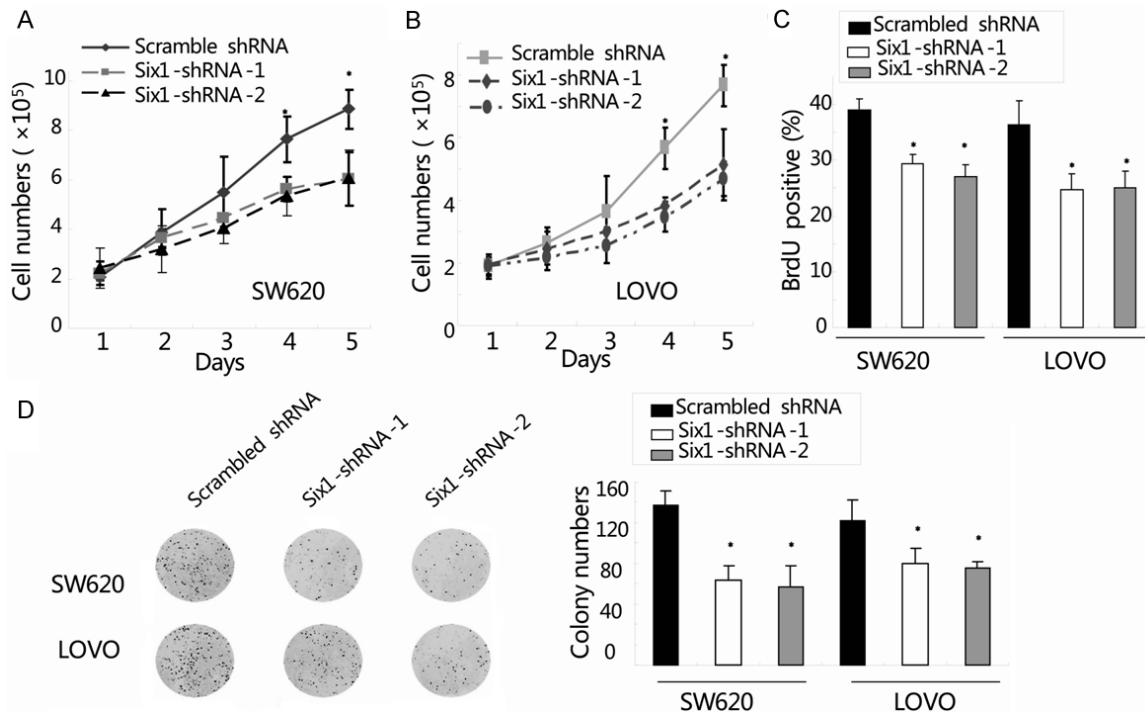 A
Scramble shRNA
Six1-shRNA-1
Six1-shRNA-2
Cell numbers ( ×10⁵)
10
8
6
4
2
0
*
*
SW620
1 2 3 4 5
Days
B
Scramble shRNA
Six1-shRNA-1
Six1-shRNA-2
Cell numbers ( ×10⁵)
8
6
4
2
0
*
*
LOVO
1 2 3 4 5
Days
C
Scrambled shRNA
Six1-shRNA-1
Six1-shRNA-2
BrdU positive (%)
40
30
20
10
0
* * * *
SW620 LOVO
D
Scrambled shRNA
Six1-shRNA-1
Six1-shRNA-2
SW620
LOVO
Scrambled shRNA
Six1-shRNA-1
Six1-shRNA-2
Colony numbers
160
120
80
40
0
* * * *
SW620 LOVO